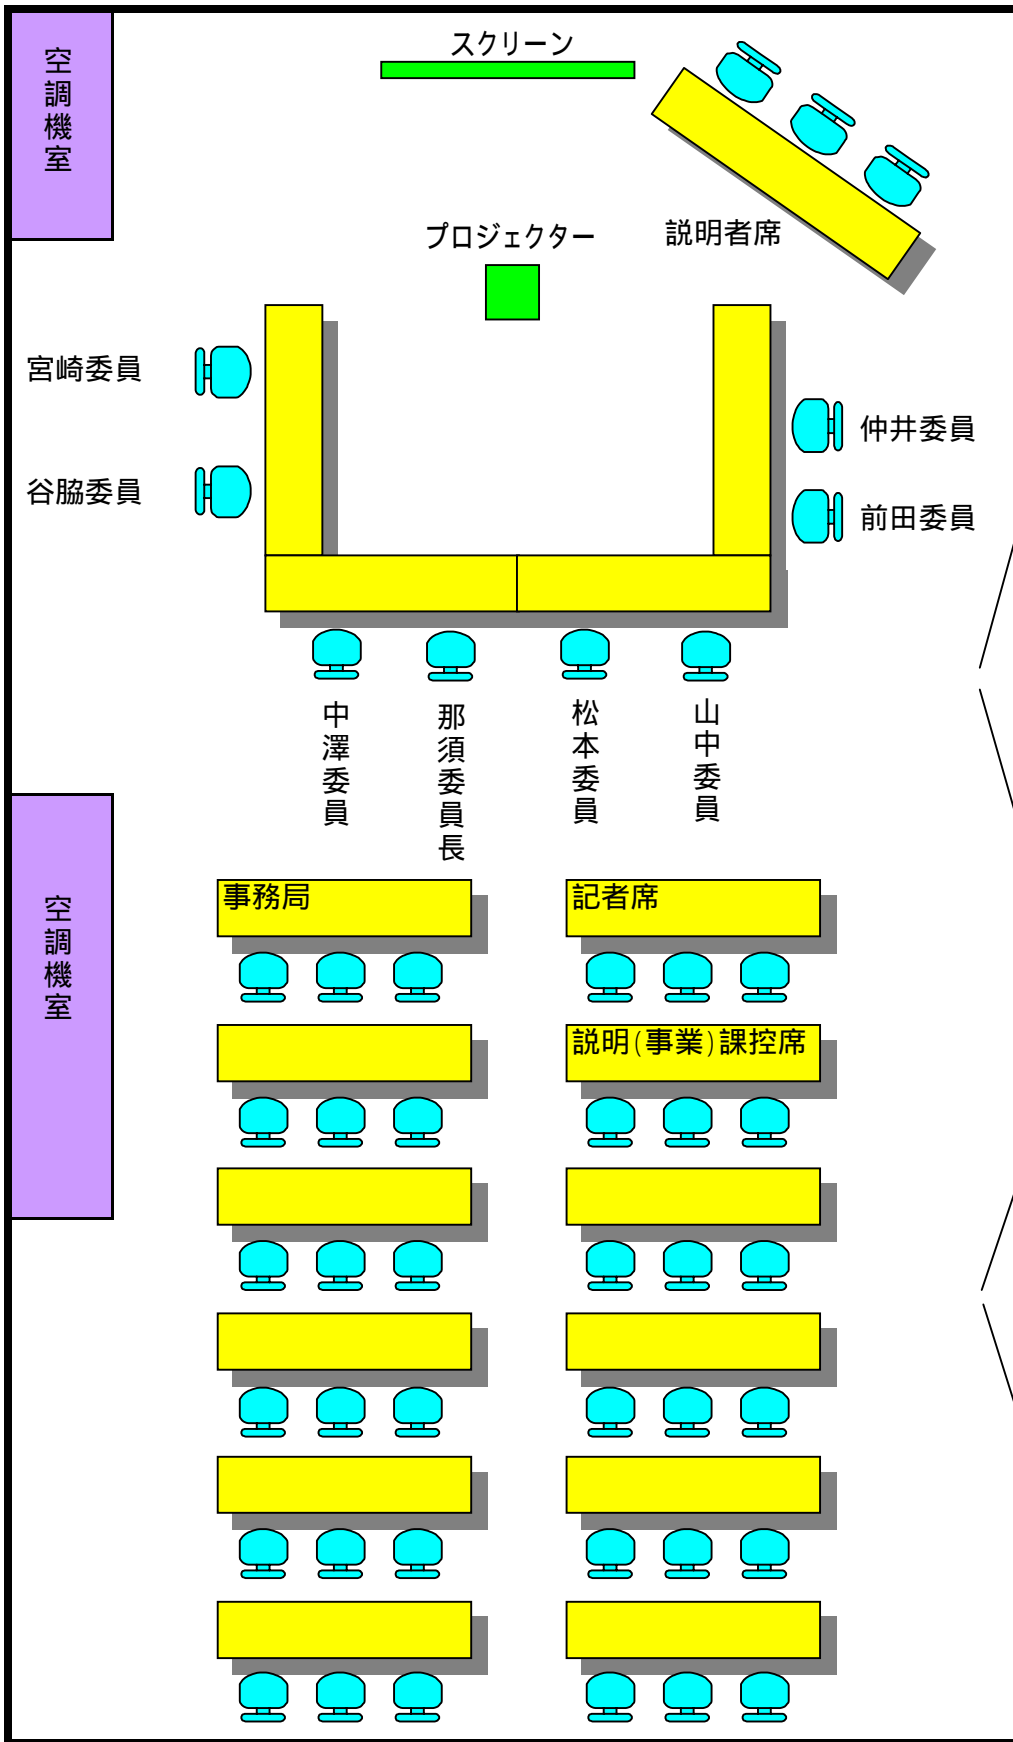 スクリーン
空調機室
プロジェクター
説明者席
宮崎委員
仲井委員
谷脇委員
前田委員
中澤委員
那須委員長
松本委員
山中委員
事務局
記者席
空調機室
説明(事業)課控席